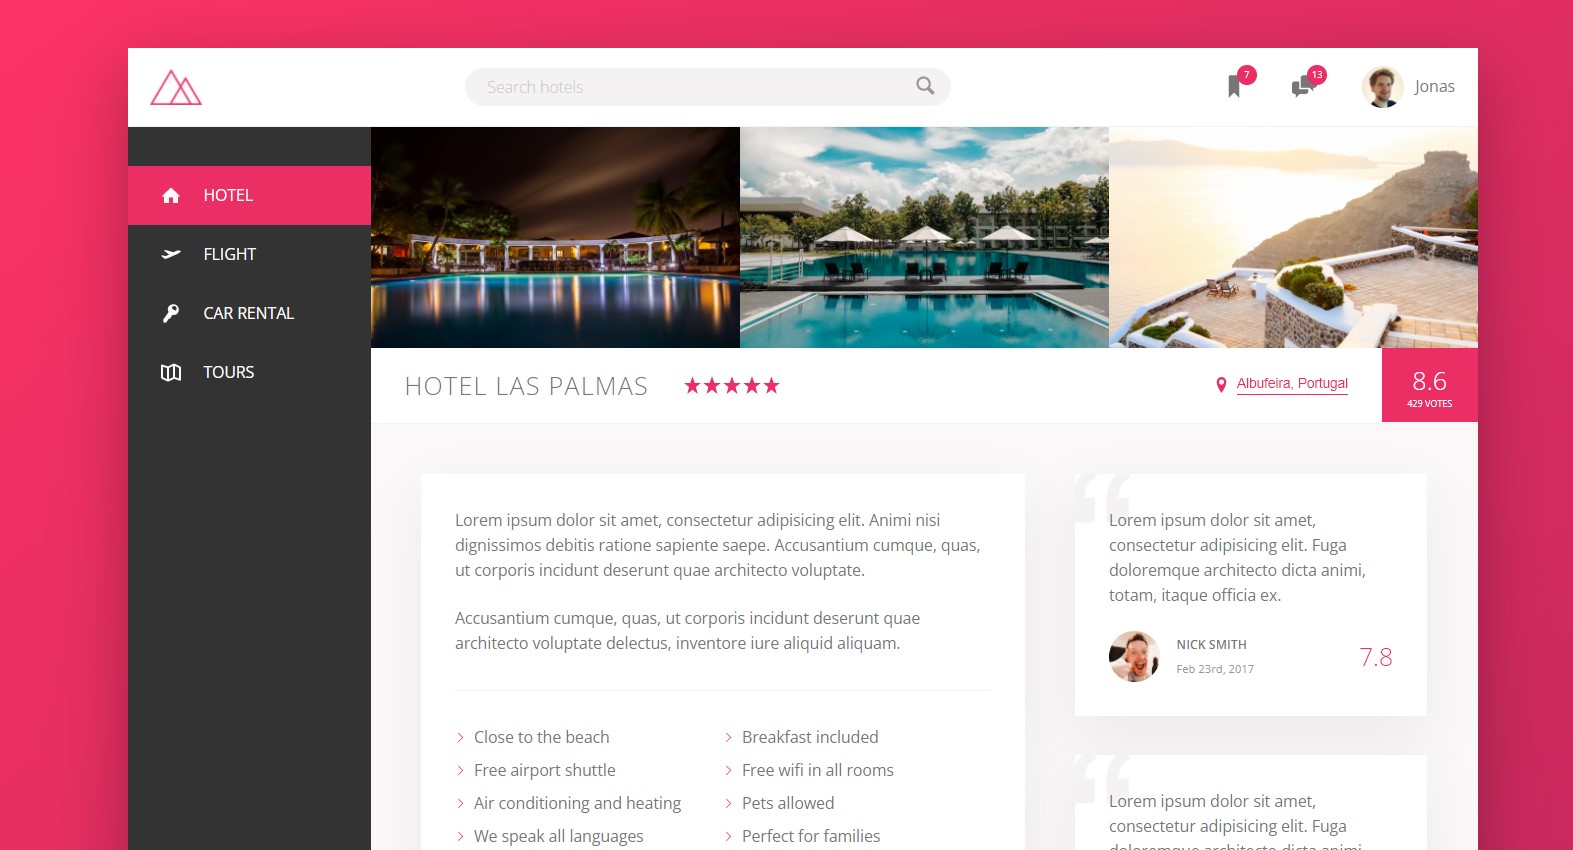 Search hotels
7
13
Jonas
HOTEL
FLIGHT
CAR RENTAL
TOURS
HOTEL LAS PALMAS
Albufeira, Portugal
8.6
429 VOTES
Lorem ipsum dolor sit amet, consectetur adipisicing elit. Animi nisi
dignissimos debitis ratione sapiente saepe. Accusantium cumque, quas,
ut corporis incidunt deserunt quae architecto voluptate.
Accusantium cumque, quas, ut corporis incidunt deserunt quae
architecto voluptate delectus, inventore iure aliquid aliquam.
Close to the beach
Free airport shuttle
Air conditioning and heating
We speak all languages
Breakfast included
Free wifi in all rooms
Pets allowed
Perfect for families
“
Lorem ipsum dolor sit amet,
consectetur adipisicing elit. Fuga
doloremque architecto dicta animi,
totam, itaque officia ex.
NICK SMITH
Feb 23rd, 2017
7.8
“
Lorem ipsum dolor sit amet,
consectetur adipisicing elit. Fuga
doloremque architecto dicta animi,